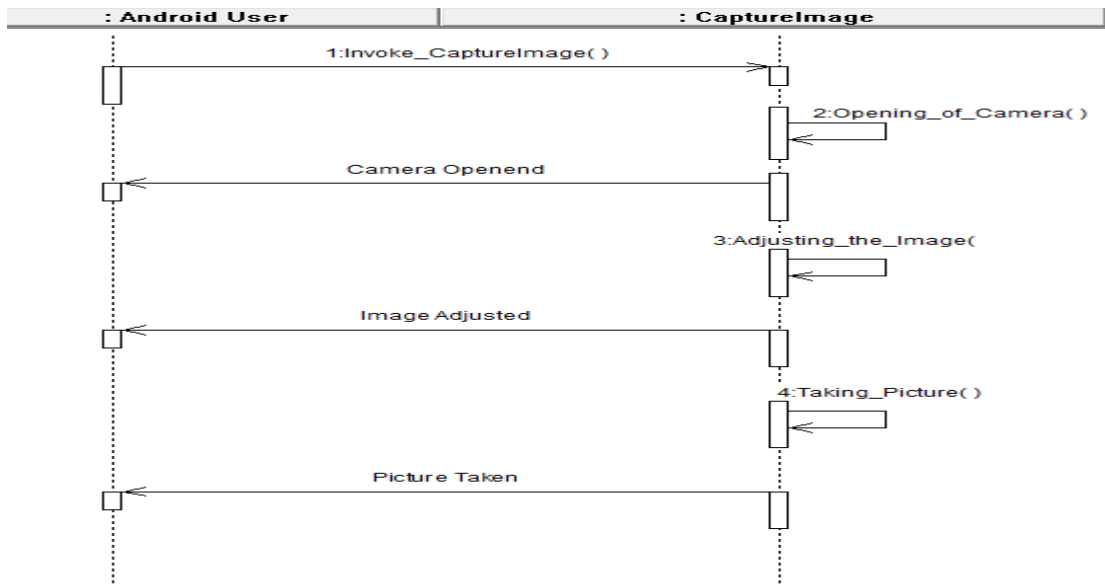 : Android User
: CaptureImage
1:Invoke_CaptureImage( )
2:Opening_of_Camera( )
Camera Openend
3:Adjusting_the_Image(
Image Adjusted
4:Taking_Picture( )
Picture Taken